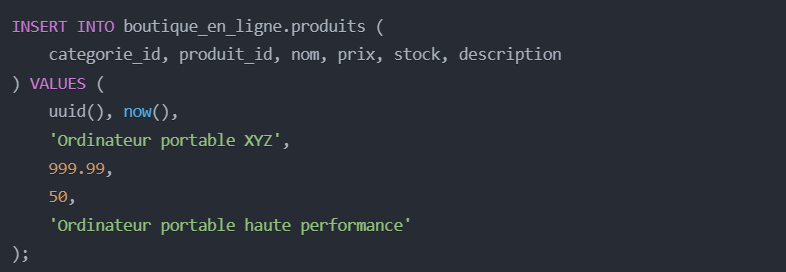 INSERT INTO boutique_en_ligne.produits (
    categorie_id, produit_id, nom, prix, stock, description
) VALUES (
    uuid(), now(),
    'Ordinateur portable XYZ',
    999.99,
    50,
    'Ordinateur portable haute performance'
);